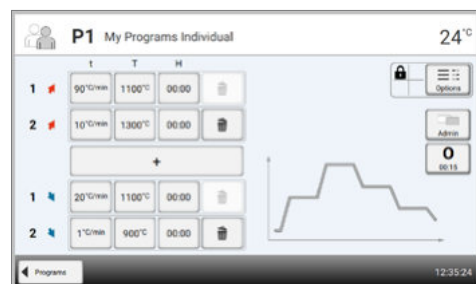 P1 My Programs Individual 24°C
t T H
1 90°C/min 1100°C 00:00 Options
2 10°C/min 1300°C 00:00 Admin
+ 0
00:15
1 20°C/min 1100°C 00:00
2 1°C/min 900°C 00:00
Programs 12:35:24